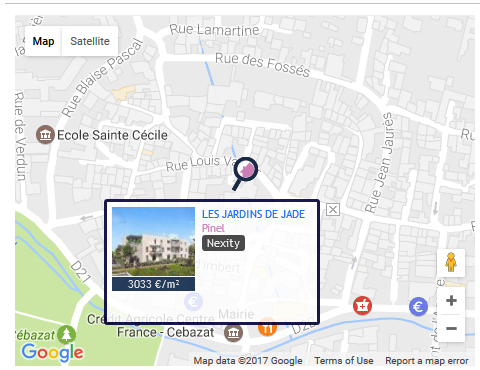 Rue Lamartine
Map
Satellite
Rue des Fossés
Rue Blaise Pascal
Rue de Verdun
Ecole Sainte Cécile
Rue Jean Jaurès
Rue Louis Va
LES JARDINS DE JADE
Pinel
Nexity
3033 €/m²
D21
Mairie
Crédit Agricole Centre
France - Cebazat
ébazat
Google
Map data ©2017 Google
Terms of Use
Report a map error